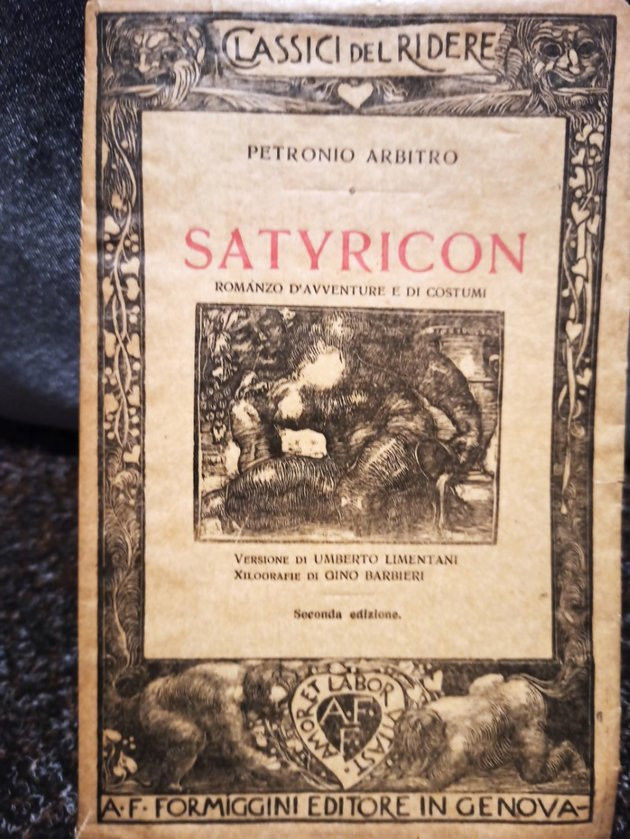 CLASSICI DEL RIDERE
PETRONIO ARBITRO
SATYRICON
ROMANZO D'AVVENTURE E DI COSTUMI
VERSIONE DI UMBERTO LIMENTANI
XILOGRAFIE DI GINO BARBIERI
Seconda edizione.
AMOR ET LABOR VITAST
A. F.
F
A. F. FORMIGGINI EDITORE IN GENOVA